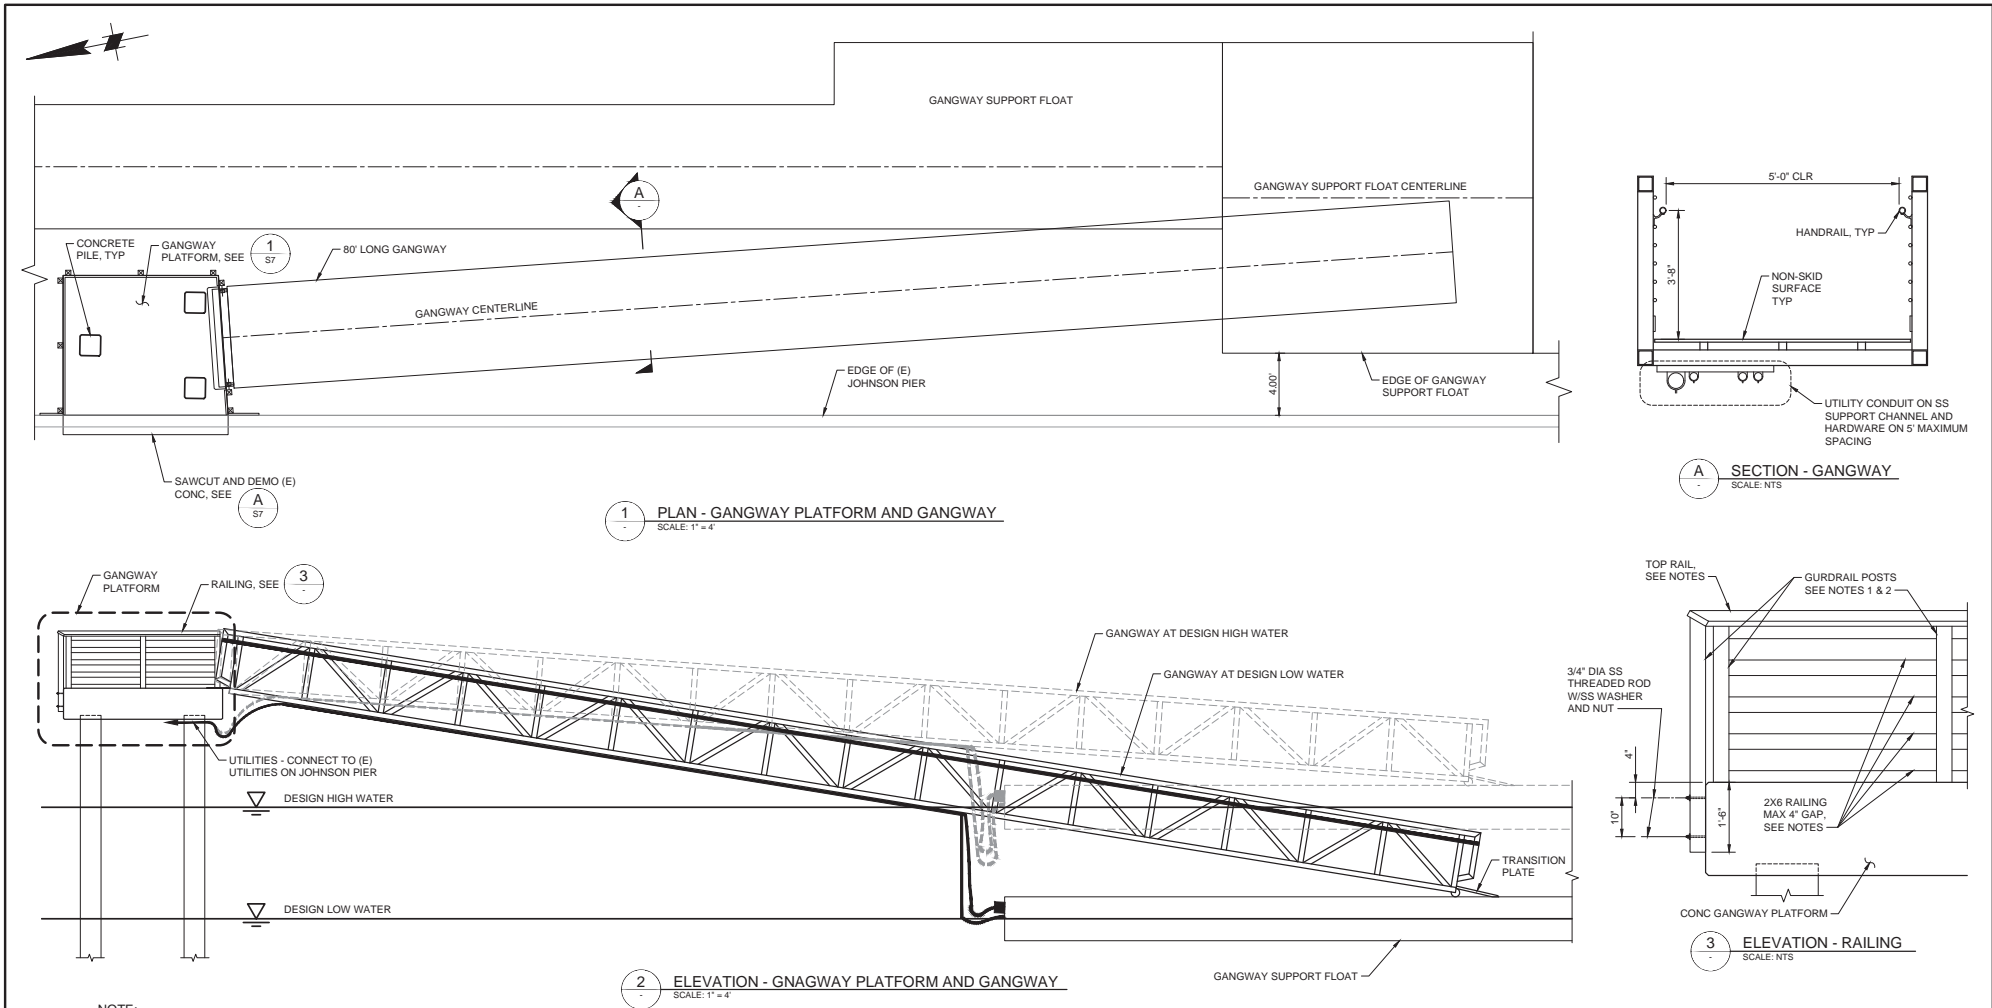 GANGWAY SUPPORT FLOAT
GANGWAY SUPPORT FLOAT CENTERLINE
A
-
CONCRETE
PILE, TYP
GANGWAY
PLATFORM, SEE
1
S7
80' LONG GANGWAY
GANGWAY CENTERLINE
EDGE OF (E)
JOHNSON PIER
4.00'
EDGE OF GANGWAY
SUPPORT FLOAT
SAWCUT AND DEMO (E)
CONC, SEE
A
S7
1
-
PLAN - GANGWAY PLATFORM AND GANGWAY
SCALE: 1" = 4'
5'-0" CLR
HANDRAIL, TYP
3'-8"
NON-SKID
SURFACE
TYP
UTILITY CONDUIT ON SS
SUPPORT CHANNEL AND
HARDWARE ON 5' MAXIMUM
SPACING
A
-
SECTION - GANGWAY
SCALE: NTS
GANGWAY
PLATFORM
RAILING, SEE
3
-
GANGWAY AT DESIGN HIGH WATER
GANGWAY AT DESIGN LOW WATER
UTILITIES - CONNECT TO (E)
UTILITIES ON JOHNSON PIER
DESIGN HIGH WATER
DESIGN LOW WATER
TRANSITION
PLATE
GANGWAY SUPPORT FLOAT
2
-
ELEVATION - GNAGWAY PLATFORM AND GANGWAY
SCALE: 1" = 4'
TOP RAIL,
SEE NOTES
GURDRAIL POSTS
SEE NOTES 1 & 2
3/4" DIA SS
THREADED ROD
W/SS WASHER
AND NUT
4"
10"
1'-6"
2X6 RAILING
MAX 4" GAP,
SEE NOTES
CONC GANGWAY PLATFORM
3
-
ELEVATION - RAILING
SCALE: NTS
NOTE: